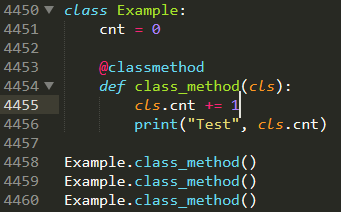 4450 class Example:
4451     cnt = 0
4452
4453     @classmethod
4454     def class_method(cls):
4455         cls.cnt += 1
4456         print("Test", cls.cnt)
4457
4458 Example.class_method()
4459 Example.class_method()
4460 Example.class_method()